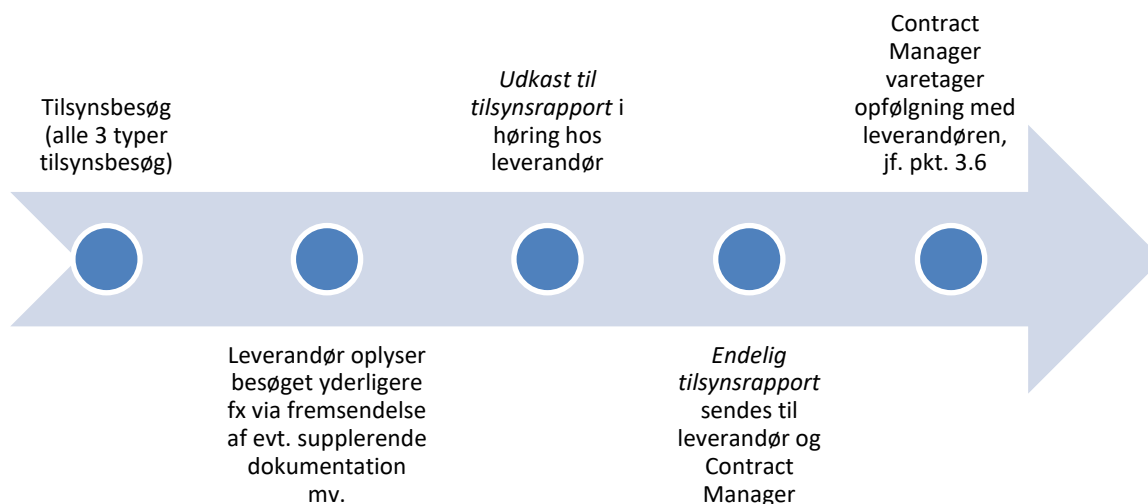 Tilsynsbesøg
(alle 3 typer
tilsynsbesøg)
Leverandør oplyser
besøget yderligere
fx via fremsendelse
af evt. supplerende
dokumentation
mv.
Udkast til
tilsynsrapport i
høring hos
leverandør
Endelig
tilsynsrapport
sendes til
leverandør og
Contract
Manager
Contract
Manager
varetager
opfølgning med
leverandøren,
jf. pkt. 3.6